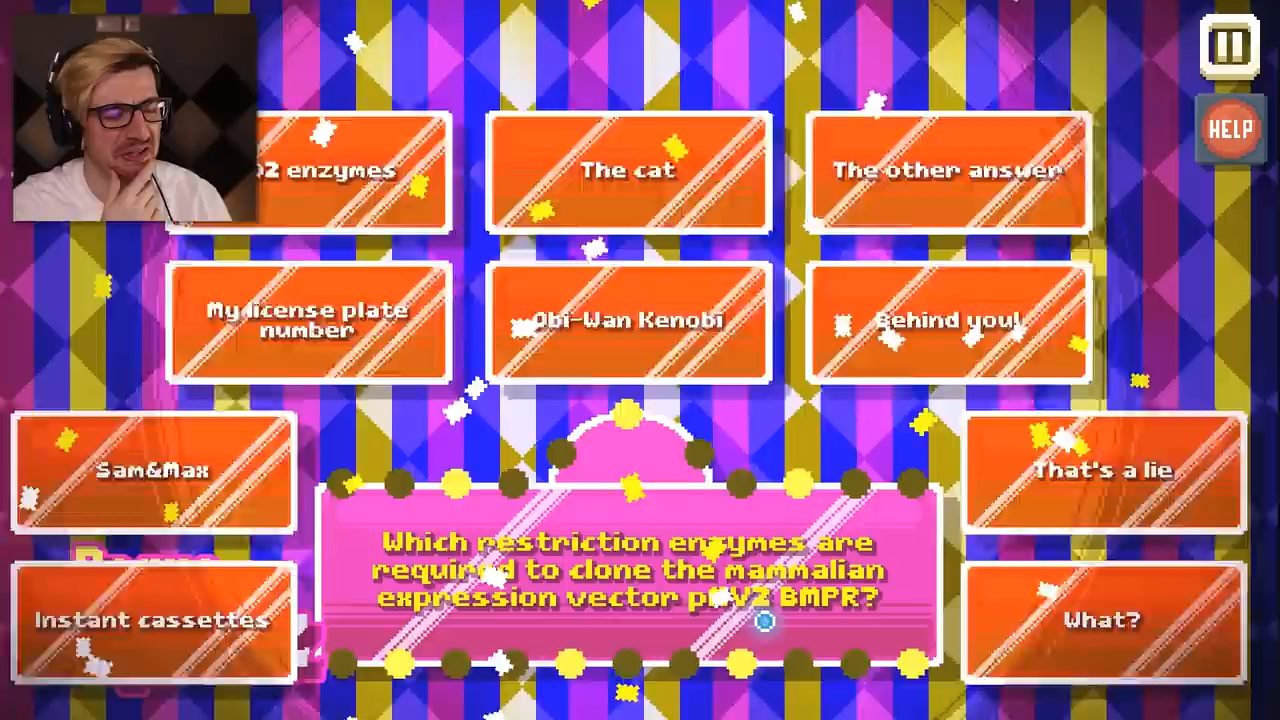 HELP
enzymes
The cat
The other answer
My license plate
number
Obi-Wan Kenobi
Behind you!
Sam&Max
That's a lie
Which restriction enzymes are
required to clone the mammalian
expression vector BMPR?
Instant cassettes
What?